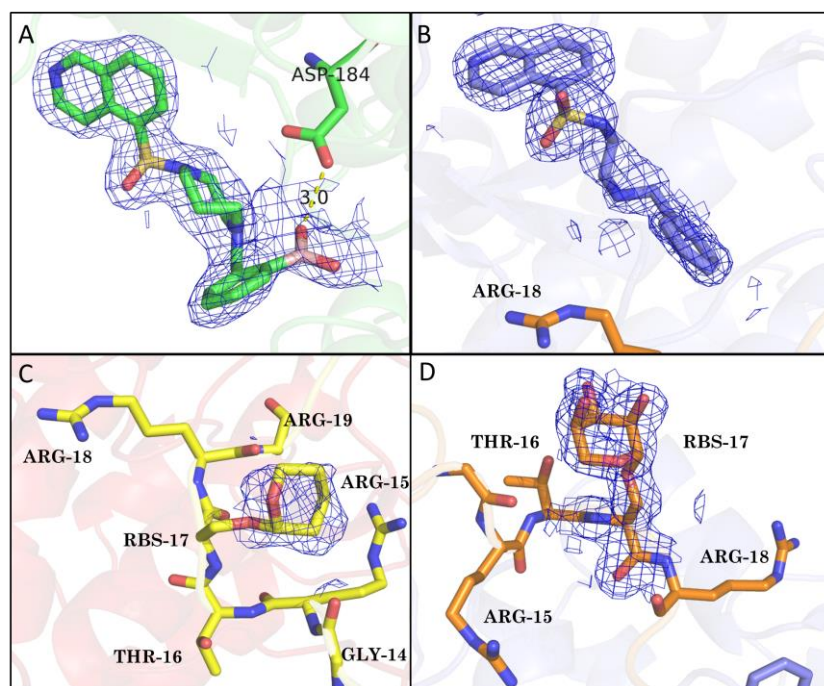 A
ASP-184
3.0
B
ARG-18
C
ARG-19
ARG-18
ARG-15
RBS-17
THR-16
GLY-14
D
THR-16
RBS-17
ARG-18
ARG-15